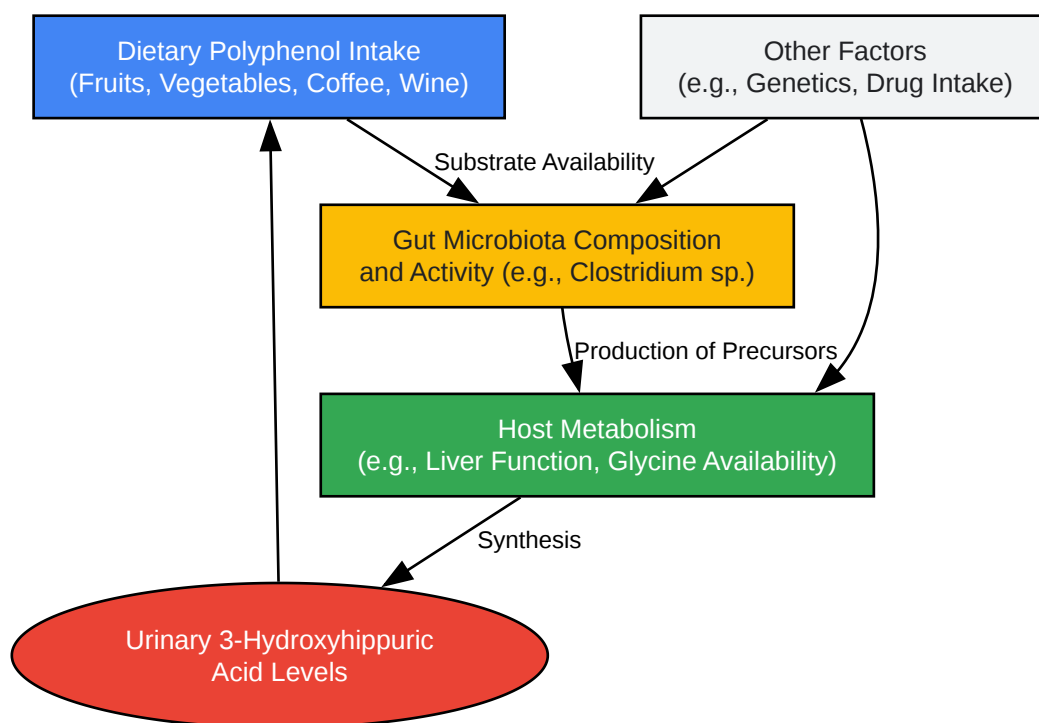 Dietary Polyphenol Intake
(Fruits, Vegetables, Coffee, Wine)
Other Factors
(e.g., Genetics, Drug Intake)
Substrate Availability
Gut Microbiota Composition
and Activity (e.g., Clostridium sp.)
Production of Precursors
Host Metabolism
(e.g., Liver Function, Glycine Availability)
Synthesis
Urinary 3-Hydroxyhippuric
Acid Levels